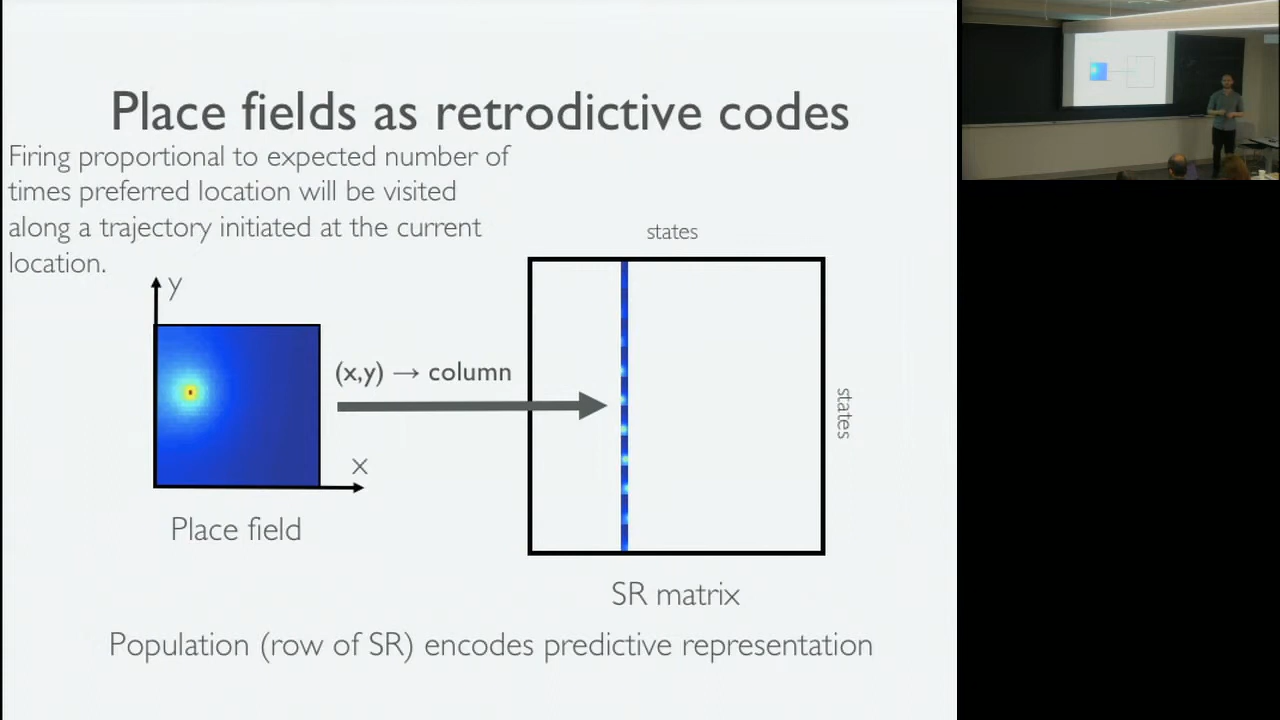 Place fields as retrodictive codes
Firing proportional to expected number of
times preferred location will be visited
along a trajectory initiated at the current
location.
y
states
(x,y) → column
states
x
Place field
SR matrix
Population (row of SR) encodes predictive representation